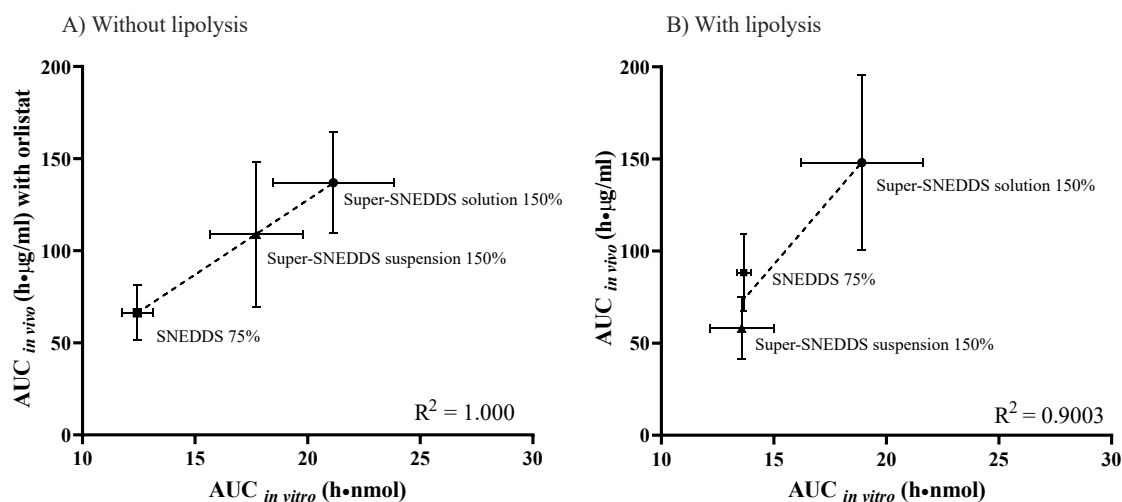 A) Without lipolysis
AUC in vivo (h•µg/ml) with orlistat
200
150
100
50
0
Super-SNEDDS solution 150%
Super-SNEDDS suspension 150%
SNEDDS 75%
R² = 1.000
10 15 20 25 30
AUC in vitro (h•nmol)
B) With lipolysis
AUC in vivo (h•µg/ml)
200
150
100
50
0
Super-SNEDDS solution 150%
SNEDDS 75%
Super-SNEDDS suspension 150%
R² = 0.9003
10 15 20 25 30
AUC in vitro (h•nmol)